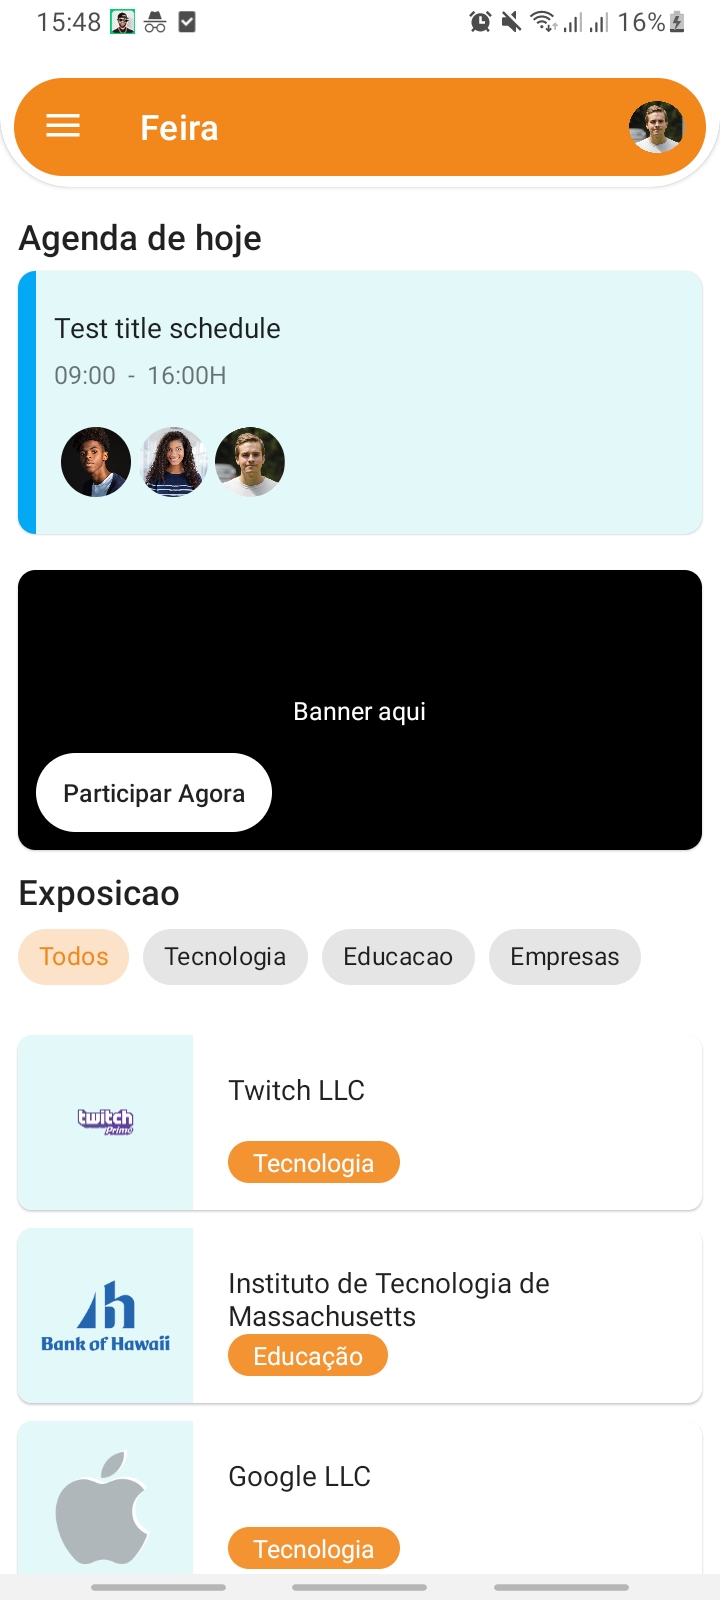 15:48
16%
Feira
Agenda de hoje
Test title schedule
09:00 - 16:00H
Banner aqui
Participar Agora
Exposicao
Todos
Tecnologia
Educacao
Empresas
twitch
Prime
Twitch LLC
Tecnologia
Bank of Hawaii
Instituto de Tecnologia de
Massachusetts
Educação
Google LLC
Tecnologia